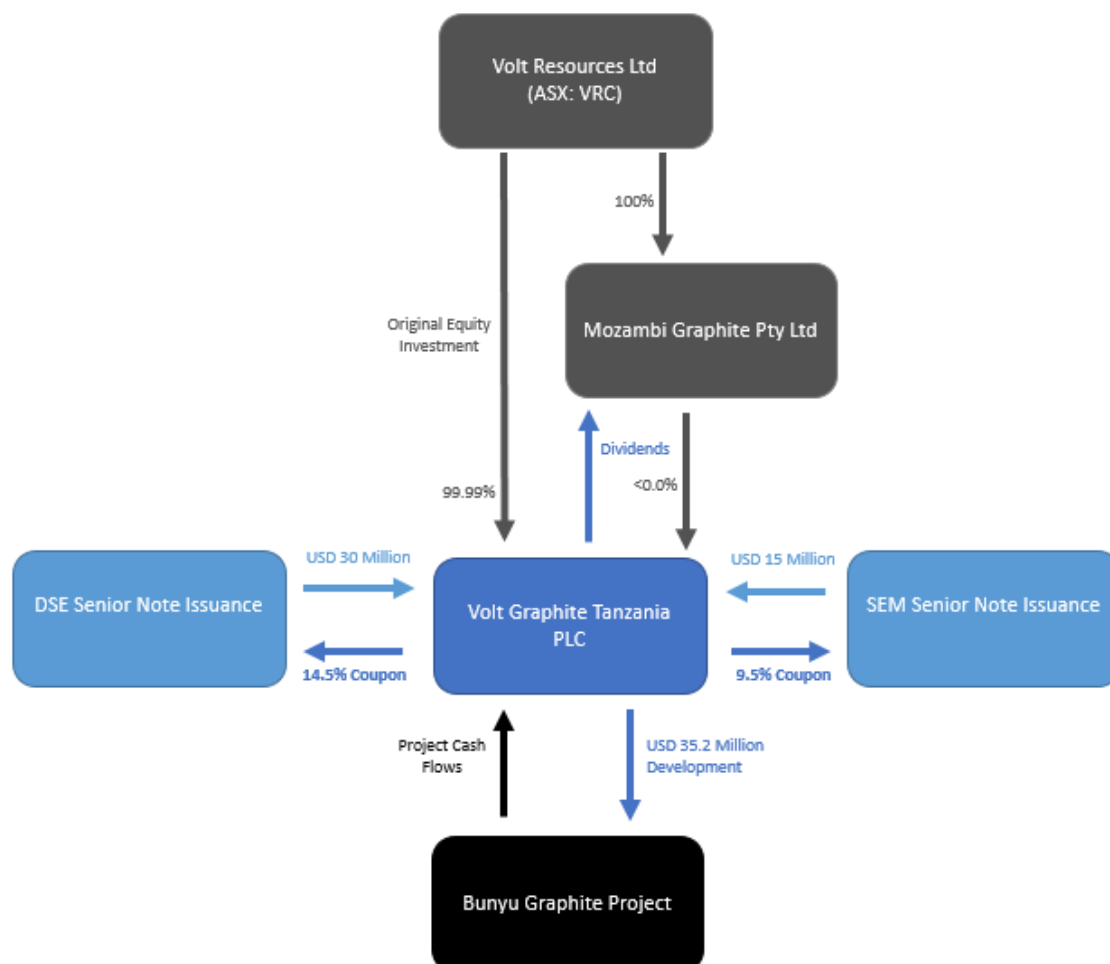 Volt Resources Ltd
(ASX: VRC)
100%
Mozambi Graphite Pty Ltd
Original Equity
Investment
Dividends
<0.0%
99.99%
USD 30 Million
USD 15 Million
DSE Senior Note Issuance
Volt Graphite Tanzania
PLC
SEM Senior Note Issuance
14.5% Coupon
9.5% Coupon
Project Cash
Flows
USD 35.2 Million
Development
Bunyu Graphite Project